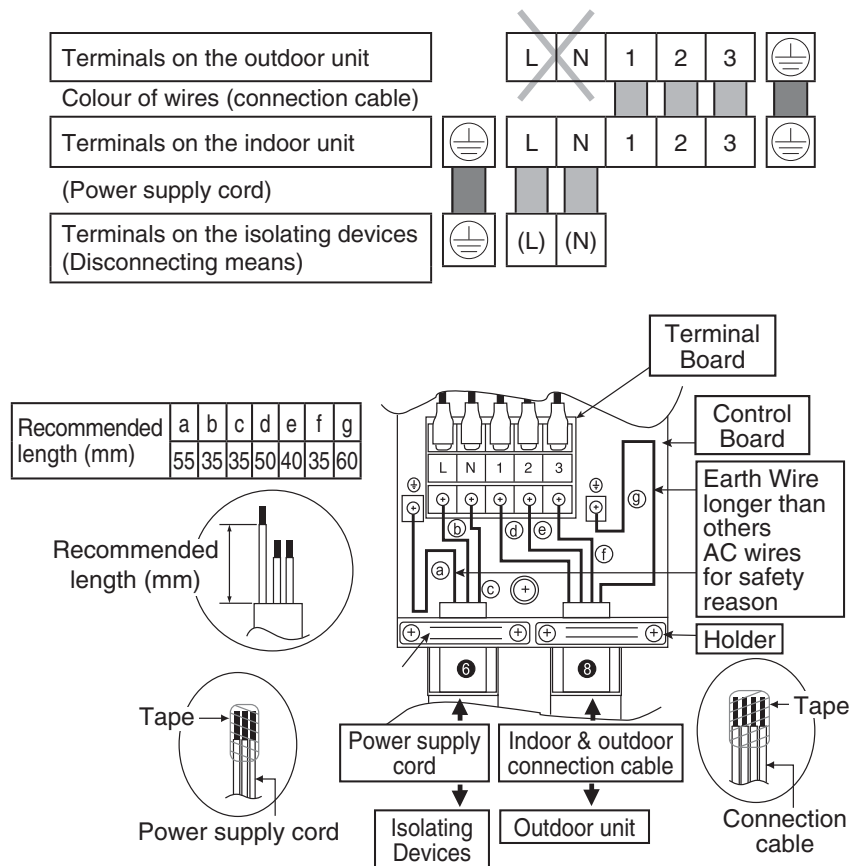 Terminals on the outdoor unit L N 1 2 3
Colour of wires (connection cable)
Terminals on the indoor unit L N 1 2 3
(Power supply cord)
Terminals on the isolating devices (L) (N)
(Disconnecting means)
Terminal
Board
Recommended a b c d e f g
length (mm) 55 35 35 50 40 35 60
Control
Board
L N 1 2 3
Earth Wire
longer than
others
AC wires
for safety
reason
Recommended
length (mm)
ⓑ ⓓ ⓔ ⓖ
ⓐ ⓕ
ⓒ
Holder
❻ ❽
Tape
Power supply cord
Power supply
cord
Indoor & outdoor
connection cable
Tape
Connection
cable
Isolating
Devices
Outdoor unit